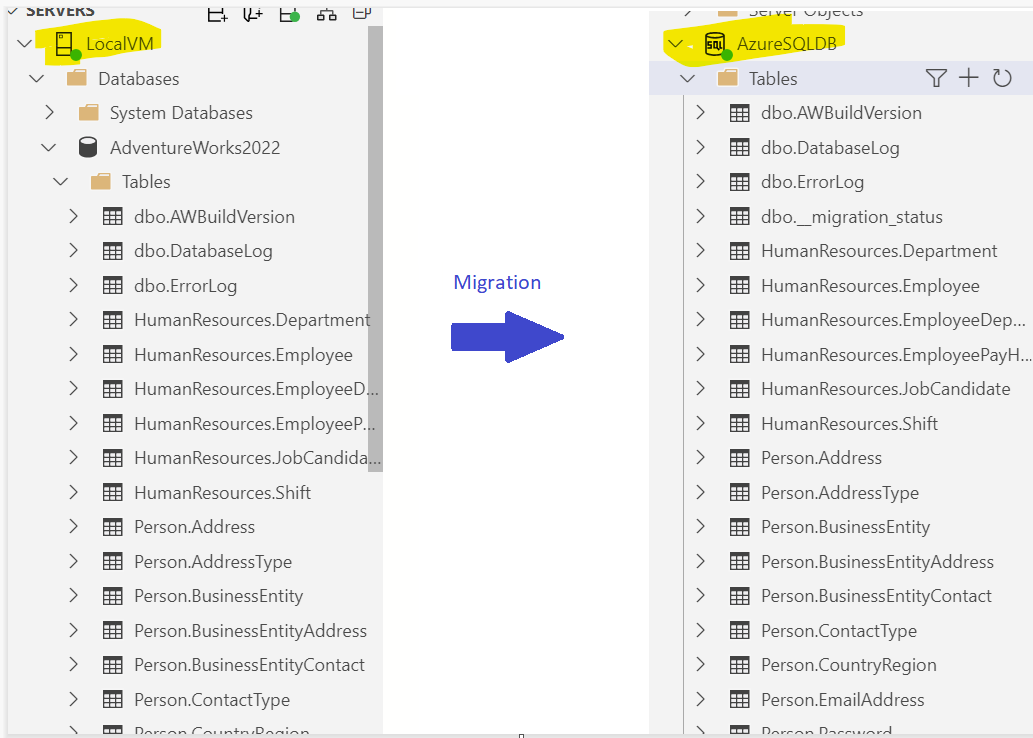 SERVERS
LocalVM
Databases
System Databases
AdventureWorks2022
Tables
dbo.AWBuildVersion
dbo.DatabaseLog
dbo.ErrorLog
HumanResources.Department
HumanResources.Employee
HumanResources.EmployeeD...
HumanResources.EmployeeP...
HumanResources.JobCandida...
HumanResources.Shift
Person.Address
Person.AddressType
Person.BusinessEntity
Person.BusinessEntityAddress
Person.BusinessEntityContact
Person.ContactType
Person.CountryRegion
Migration
Server Objects
SQL
AzureSQLDB
Tables
dbo.AWBuildVersion
dbo.DatabaseLog
dbo.ErrorLog
dbo.__migration_status
HumanResources.Department
HumanResources.Employee
HumanResources.EmployeeDep...
HumanResources.EmployeePayH...
HumanResources.JobCandidate
HumanResources.Shift
Person.Address
Person.AddressType
Person.BusinessEntity
Person.BusinessEntityAddress
Person.BusinessEntityContact
Person.ContactType
Person.CountryRegion
Person.EmailAddress
Person.Password